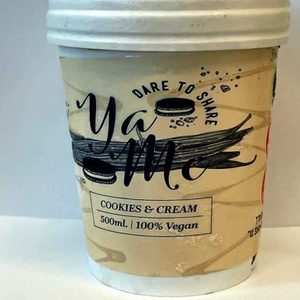 DARE TO SHARE
Ya
Me
COOKIES & CREAM
500ml. | 100% Vegan